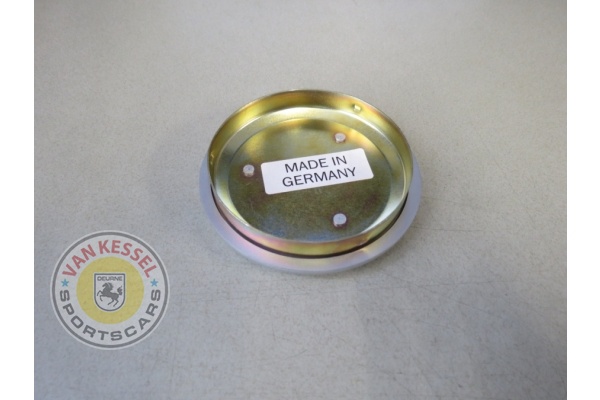 MADE IN
GERMANY
VAN KESSEL
DEURNE
SPORTSCARS